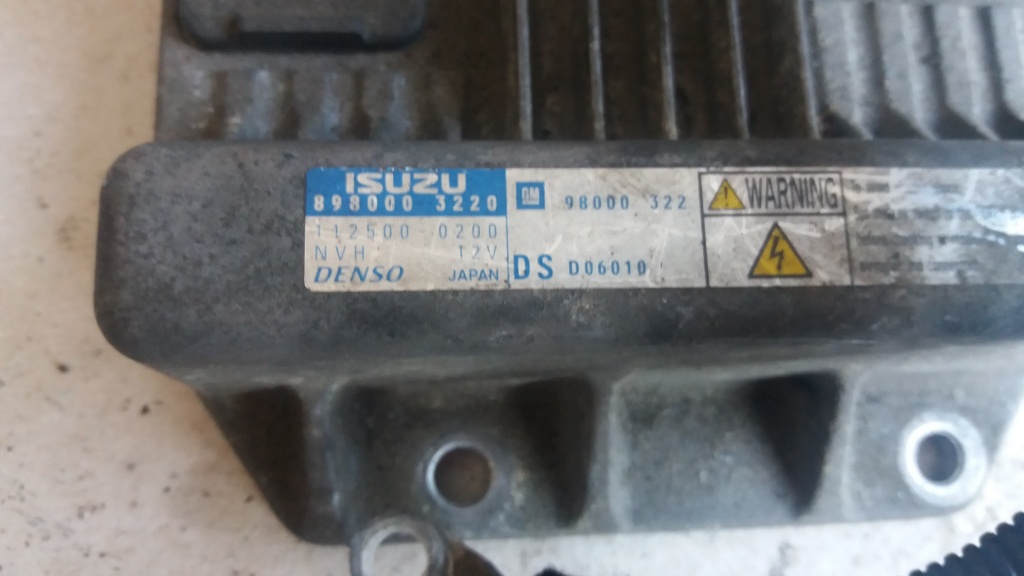 ISUZU
898000 3220
112500 0200
NVH 12V
DENSO JAPAN
GM 98000 322
DS D06010
WARNING